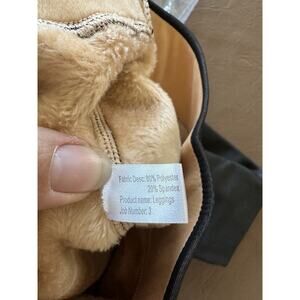 Fabric Desc: 80% Polyester
20% Spandex
Product name: Leggings
Job Number: 3